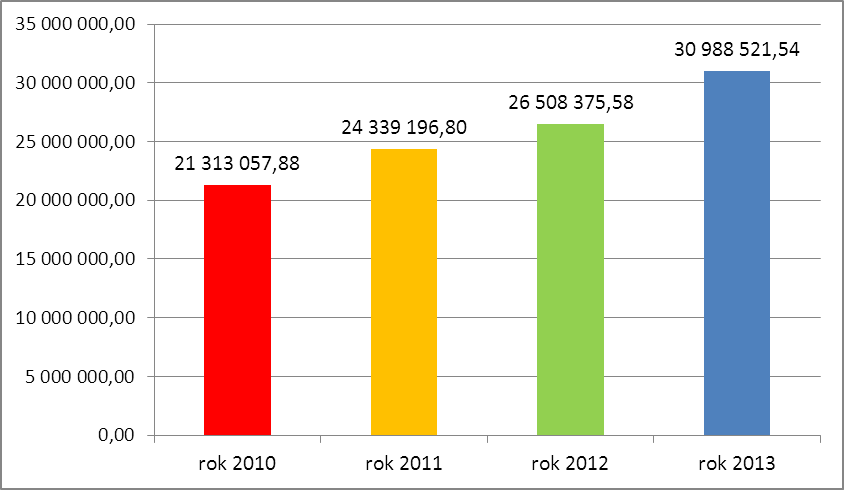 35 000 000,00
30 000 000,00
25 000 000,00
20 000 000,00
15 000 000,00
10 000 000,00
5 000 000,00
0,00
21 313 057,88
24 339 196,80
26 508 375,58
30 988 521,54
rok 2010
rok 2011
rok 2012
rok 2013